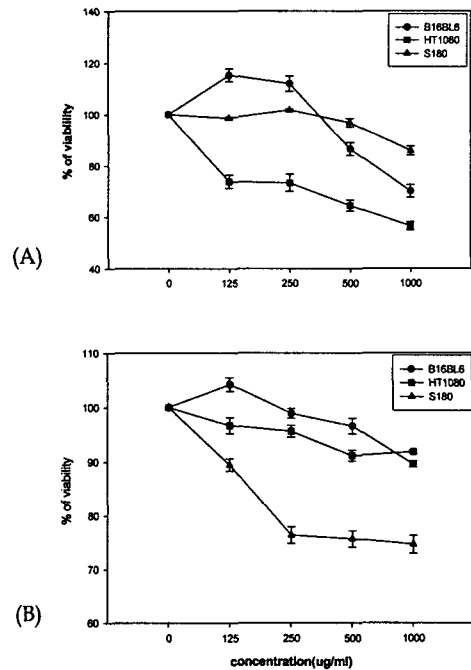 140
120
100
80
60
40
% of viability
B16BL6
HT1080
S180
0 125 250 500 1000
(A)
110
100
90
80
70
60
% of viability
B16BL6
HT1080
S180
0 125 250 500 1000
concentration(ug/ml)
(B)